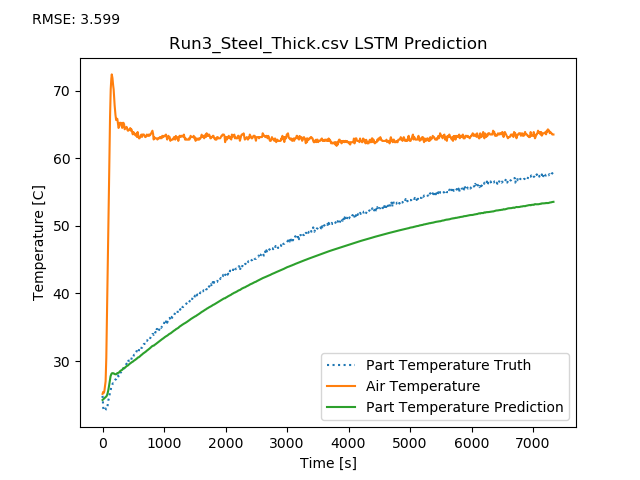 RMSE: 3.599
Run3_Steel_Thick.csv LSTM Prediction
Temperature [C]
70
60
50
40
30
Part Temperature Truth
Air Temperature
Part Temperature Prediction
0 1000 2000 3000 4000 5000 6000 7000
Time [s]